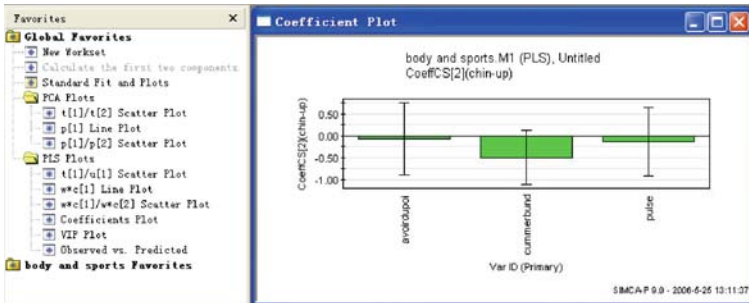 Favorites
Global Favorites
New Workset
Calculate the first two components
Standard Fit and Plots
PCA Plots
t[1]/t[2] Scatter Plot
p[1] Line Plot
p[1]/p[2] Scatter Plot
PLS Plots
t[1]/u[1] Scatter Plot
w*c[1] Line Plot
w*c[1]/w*c[2] Scatter Plot
Coefficients Plot
VIP Plot
Observed vs. Predicted
body and sports Favorites
Coefficient Plot
body and sports.M1 (PLS), Untitled
CoeffCS[2](chin-up)
CoeffCS[2](chin-up)
0.50
0.00
-0.50
-1.00
avoirdupoi
cummerbund
pulse
Var ID (Primary)
SIMCA-P 9.0 - 2006-5-25 13:11:37